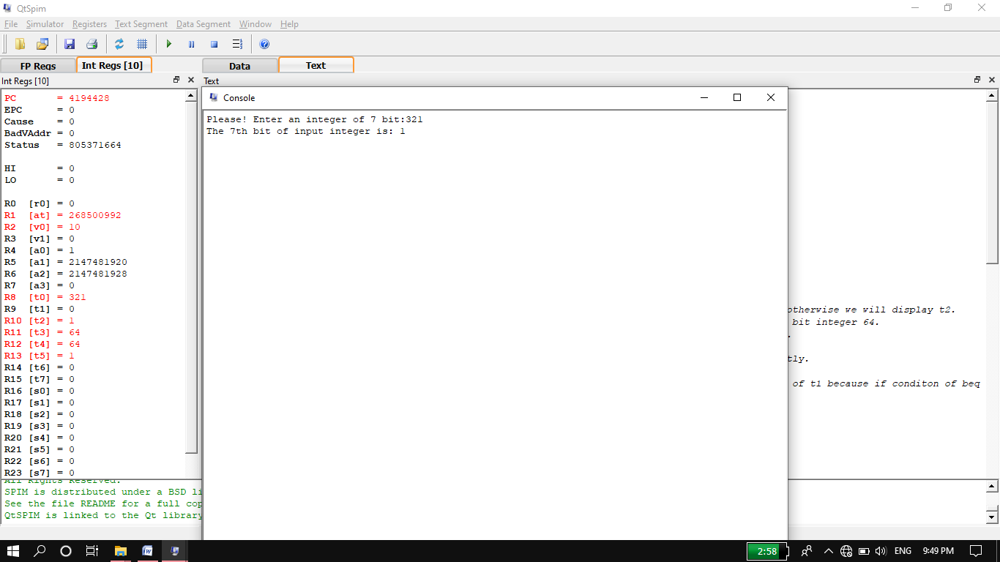 QtSpim
File Simulator Registers Text Segment Data Segment Window Help
FP Regs Int Regs [10] Data Text
Int Regs [10] Text
Console
PC = 4194428
EPC = 0
Cause = 0
BadVAddr = 0
Status = 805371664
HI = 0
LO = 0
R0 [r0] = 0
R1 [at] = 268500992
R2 [v0] = 10
R3 [v1] = 0
R4 [a0] = 1
R5 [a1] = 2147481920
R6 [a2] = 2147481928
R7 [a3] = 0
R8 [t0] = 321
R9 [t1] = 0
R10 [t2] = 1
R11 [t3] = 64
R12 [t4] = 64
R13 [t5] = 1
R14 [t6] = 0
R15 [t7] = 0
R16 [s0] = 0
R17 [s1] = 0
R18 [s2] = 0
R19 [s3] = 0
R20 [s4] = 0
R21 [s5] = 0
R22 [s6] = 0
R23 [s7] = 0
Please! Enter an integer of 7 bit:321
The 7th bit of input integer is: 1
otherwise we will display t2.
bit integer 64.
.
tly.
of t1 because if conditon of beq
All Rights Reserved.
SPIM is distributed under a BSD li
See the file README for a full cop
QtSPIM is linked to the Qt library
2:58 ENG 9:49 PM